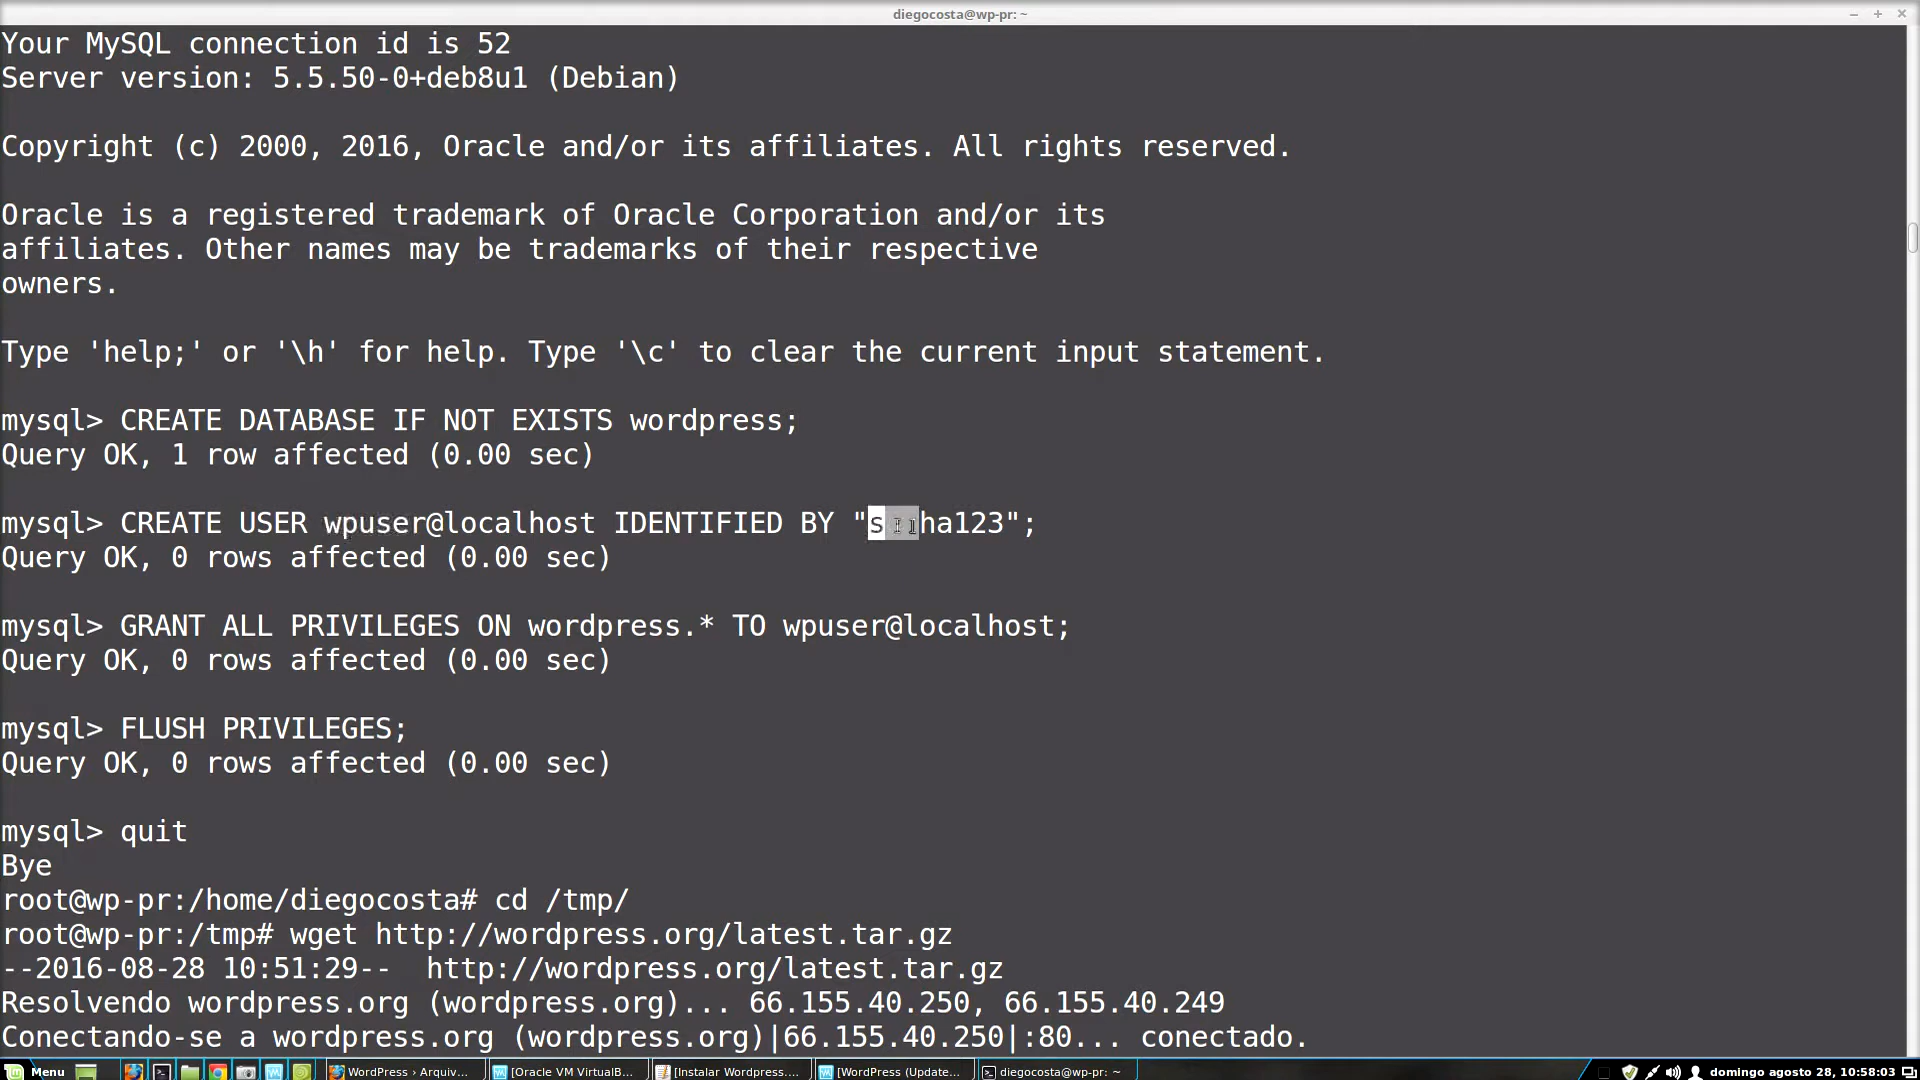 diegocosta@wp-pr: ~
Your MySQL connection id is 52
Server version: 5.5.50-0+deb8u1 (Debian)
Copyright (c) 2000, 2016, Oracle and/or its affiliates. All rights reserved.
Oracle is a registered trademark of Oracle Corporation and/or its
affiliates. Other names may be trademarks of their respective
owners.
Type 'help;' or '\h' for help. Type '\c' to clear the current input statement.
mysql> CREATE DATABASE IF NOT EXISTS wordpress;
Query OK, 1 row affected (0.00 sec)
mysql> CREATE USER wpuser@localhost IDENTIFIED BY
Query OK, 0 rows affected (0.00 sec)
mysql> GRANT ALL PRIVILEGES ON wordpress.* TO wpuser@localhost;
Query OK, 0 rows affected (0.00 sec)
mysql> FLUSH PRIVILEGES;
Query OK, 0 rows affected (0.00 sec)
mysql> quit
Bye
root@wp-pr:/home/diegocosta# cd /tmp/
root@wp-pr:/tmp# wget http://wordpress.org/latest.tar.gz
--2016-08-28 10:51:29--  http://wordpress.org/latest.tar.gz
Resolvendo wordpress.org (wordpress.org)... 66.155.40.250, 66.155.40.249
Conectando-se a wordpress.org (wordpress.org)|66.155.40.250|:80... conectado.
Menu WordPress › Arquiv... [Oracle VM VirtualB... [Instalar Wordpress.... [WordPress (Update... diegocosta@wp-pr: ~ domingo agosto 28, 10:58:03